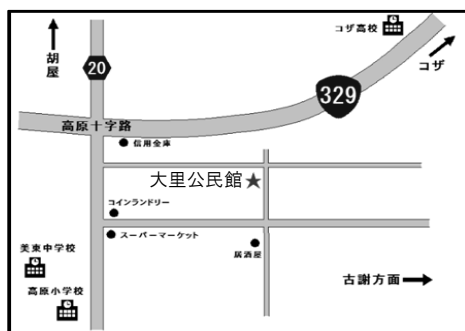 コザ高校
胡屋
20
コザ
329
高原十字路
信用金庫
大里公民館★
コインランドリー
スーパーマーケット
美東中学校
居酒屋
高原小学校
古謝方面